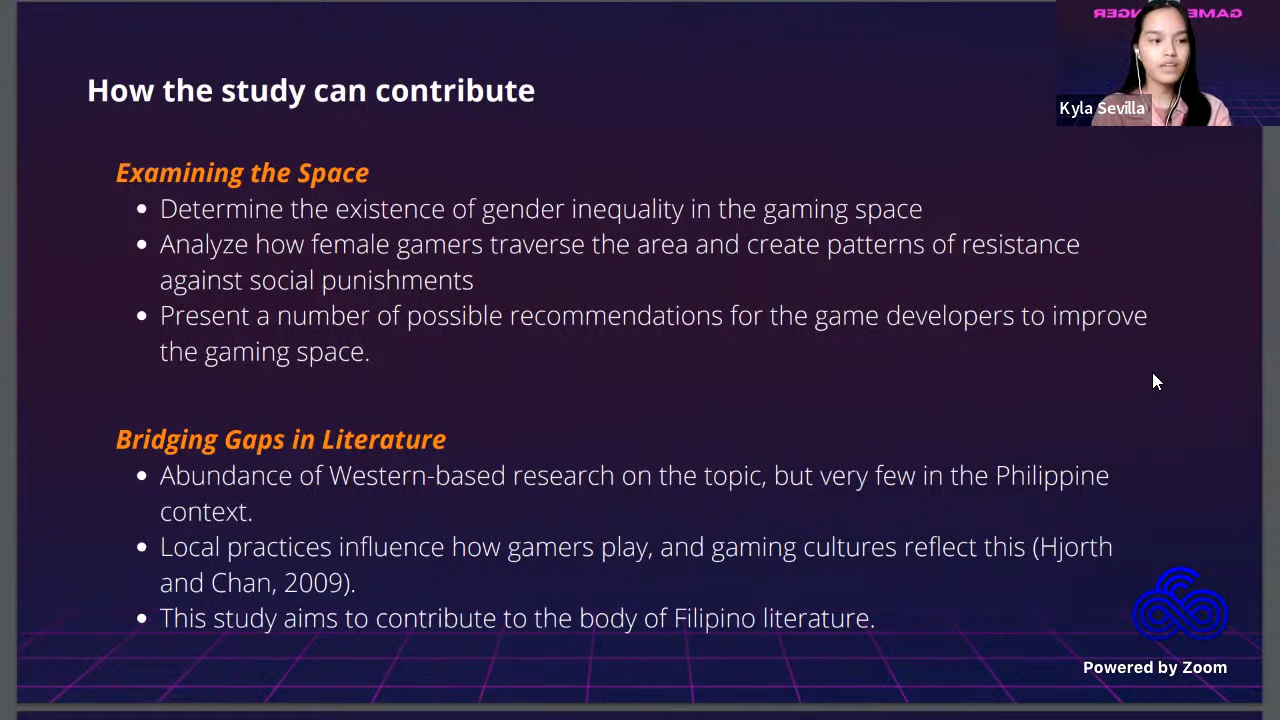 GAME
NGER
Kyla Sevilla
How the study can contribute
Examining the Space
Determine the existence of gender inequality in the gaming space
Analyze how female gamers traverse the area and create patterns of resistance
against social punishments
Present a number of possible recommendations for the game developers to improve
the gaming space.
Bridging Gaps in Literature
Abundance of Western-based research on the topic, but very few in the Philippine
context.
Local practices influence how gamers play, and gaming cultures reflect this (Hjorth
and Chan, 2009).
This study aims to contribute to the body of Filipino literature.
Powered by Zoom